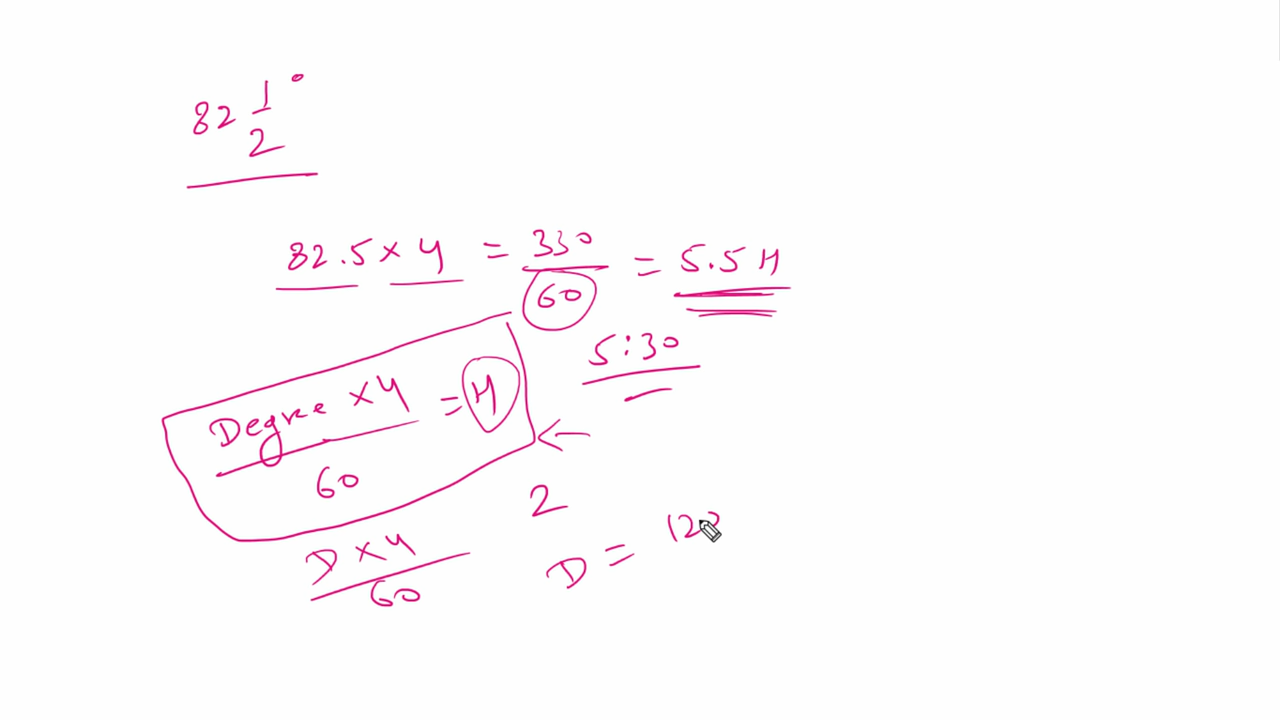 82 1/2°
82.5 × 4 = 330/60 = 5.5 H
5:30
Degree × 4 / 60 = H
2
D × 4 / 60
D = 12